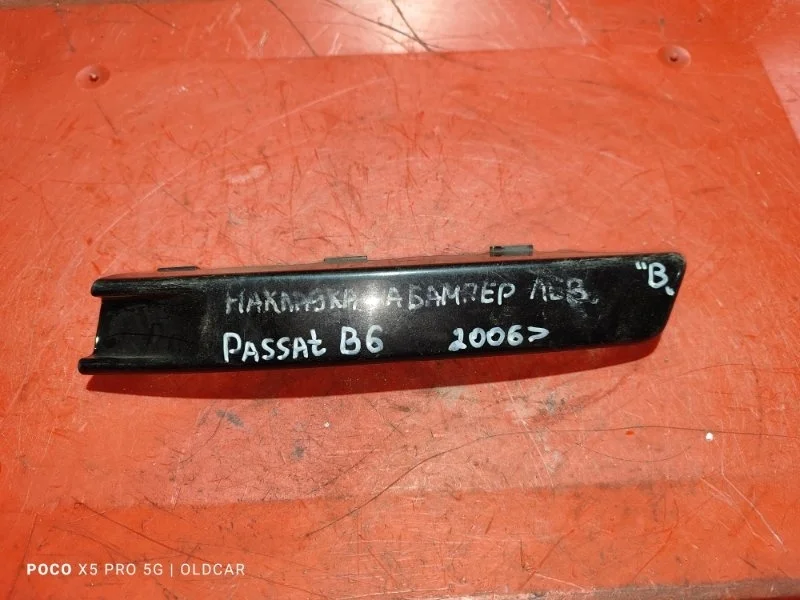 НАКЛАДКА НА БАМПЕР ЛЕВ.
"В"
PASSAt B6 2006>
POCO X5 PRO 5G | OLDCAR